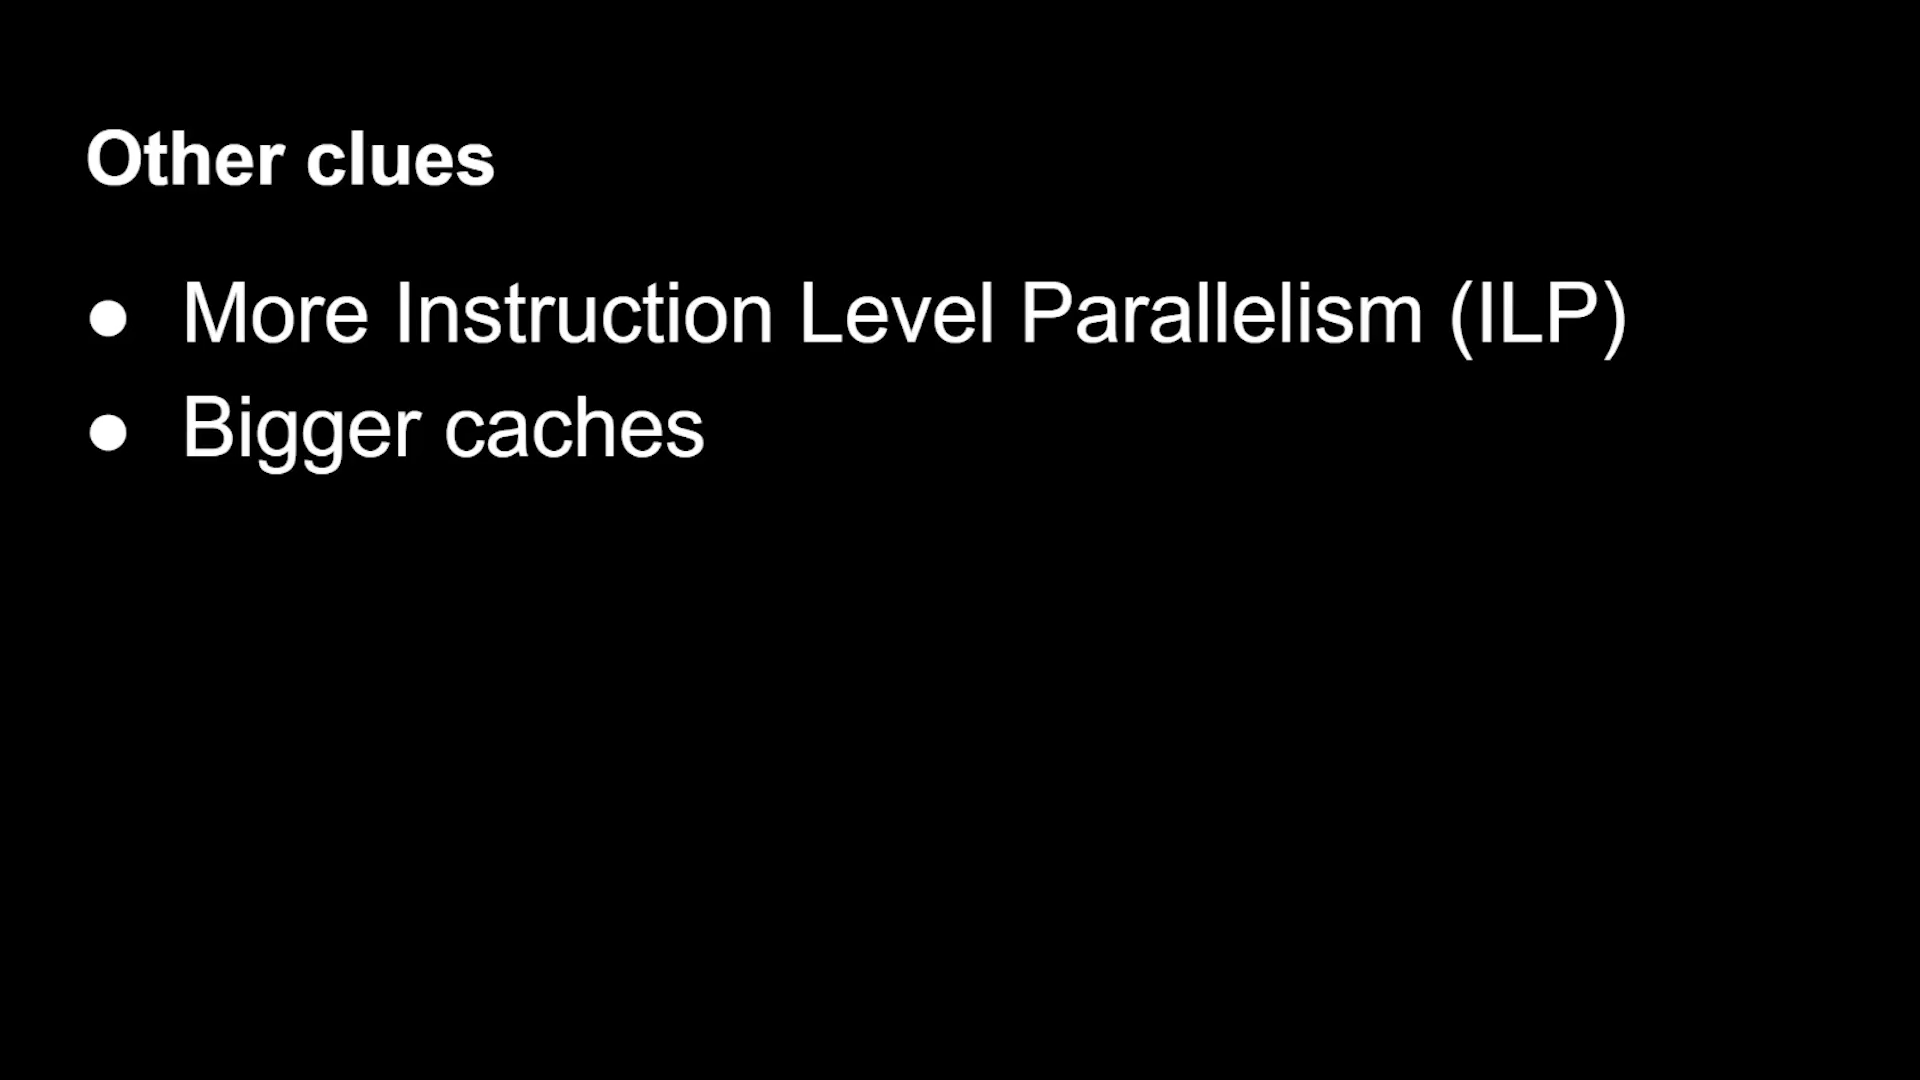 Other clues
● More Instruction Level Parallelism (ILP)
● Bigger caches